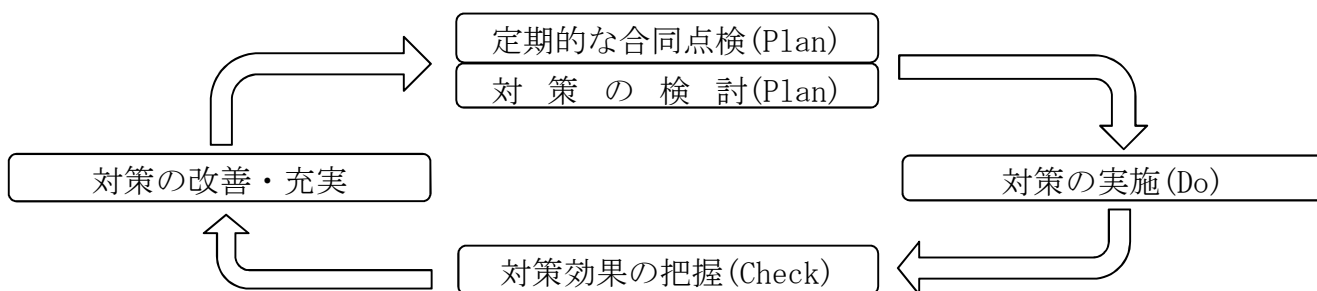 定期的な合同点検(Plan)
対策の検討(Plan)
対策の改善・充実
対策の実施(Do)
対策効果の把握(Check)